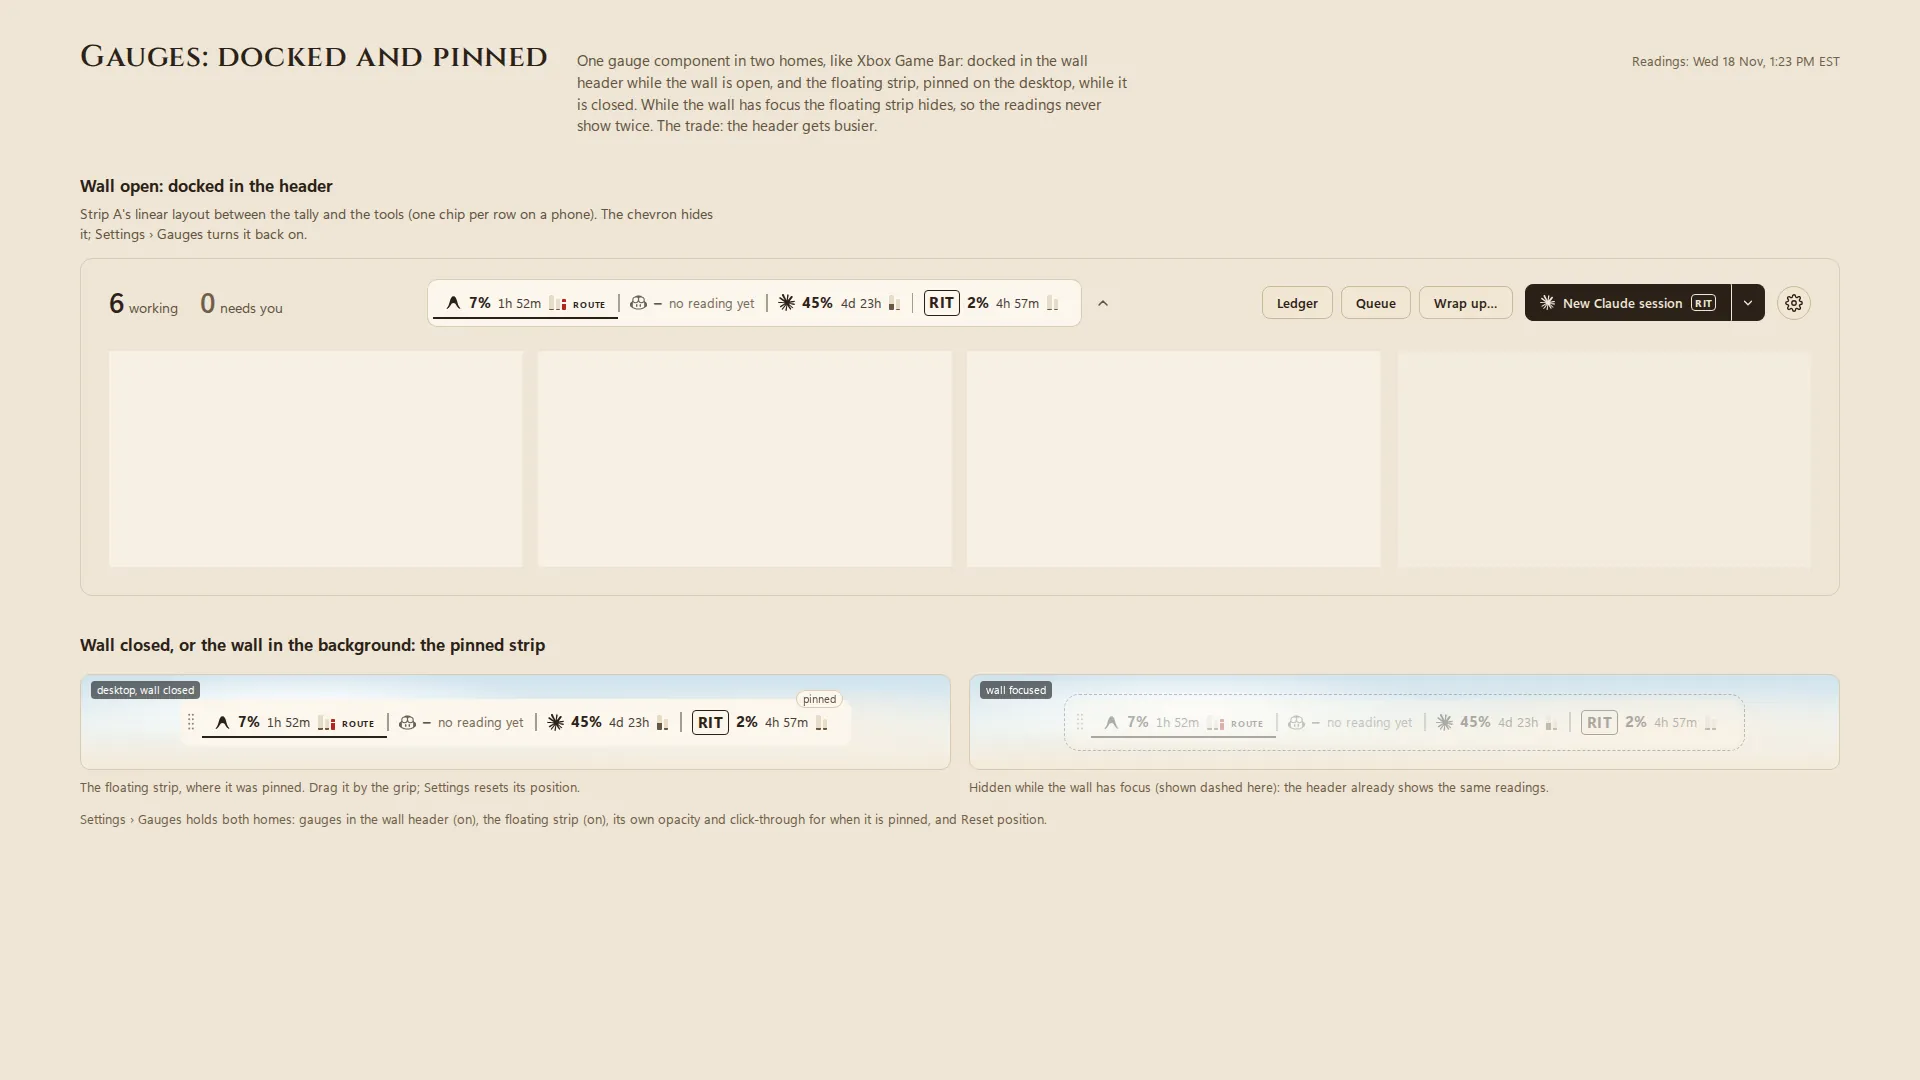 Gauges: docked and pinned
One gauge component in two homes, like Xbox Game Bar: docked in the wall
header while the wall is open, and the floating strip, pinned on the desktop, while it
is closed. While the wall has focus the floating strip hides, so the readings never
show twice. The trade: the header gets busier.
Readings: Wed 18 Nov, 1:23 PM EST
Wall open: docked in the header
Strip A's linear layout between the tally and the tools (one chip per row on a phone). The chevron hides
it; Settings › Gauges turns it back on.
6 working 0 needs you
7% 1h 52m ROUTE – no reading yet 45% 4d 23h RIT 2% 4h 57m
Ledger Queue Wrap up... New Claude session RIT
Wall closed, or the wall in the background: the pinned strip
desktop, wall closed
pinned
7% 1h 52m ROUTE – no reading yet 45% 4d 23h RIT 2% 4h 57m
wall focused
7% 1h 52m ROUTE – no reading yet 45% 4d 23h RIT 2% 4h 57m
The floating strip, where it was pinned. Drag it by the grip; Settings resets its position.
Hidden while the wall has focus (shown dashed here): the header already shows the same readings.
Settings › Gauges holds both homes: gauges in the wall header (on), the floating strip (on), its own opacity and click-through for when it is pinned, and Reset position.